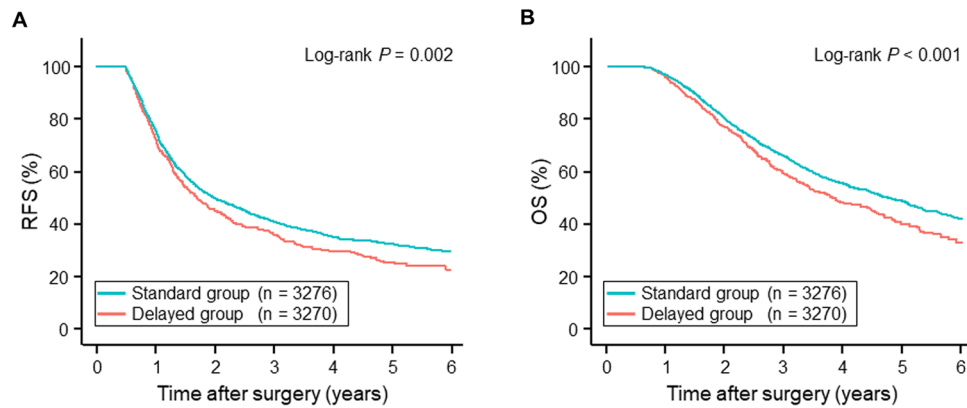 A
Log-rank P = 0.002
RFS (%)
100
80
60
40
20
0
Standard group (n = 3276)
Delayed group (n = 3270)
0 1 2 3 4 5 6
Time after surgery (years)
B
Log-rank P < 0.001
OS (%)
100
80
60
40
20
0
Standard group (n = 3276)
Delayed group (n = 3270)
0 1 2 3 4 5 6
Time after surgery (years)